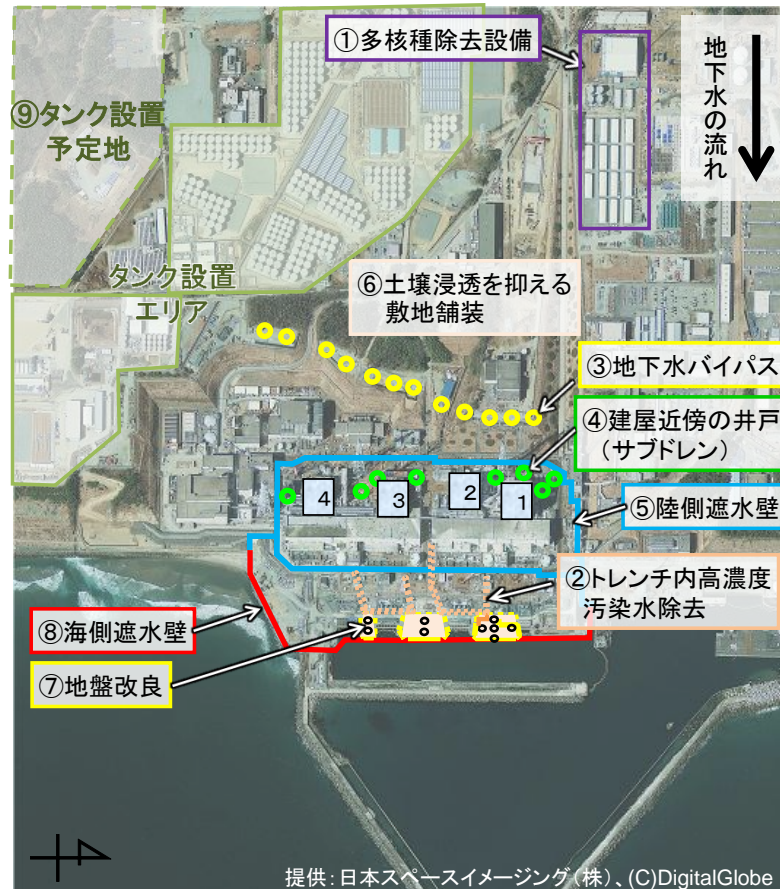 ①多核種除去設備
地下水の流れ
⑨タンク設置
予定地
タンク設置
エリア
⑥土壌浸透を抑える
敷地舗装
③地下水バイパス
④建屋近傍の井戸
(サブドレン)
4
3
2
1
⑤陸側遮水壁
②トレンチ内高濃度
汚染水除去
⑧海側遮水壁
⑦地盤改良
提供:日本スペースイメージング(株)、(C)DigitalGlobe